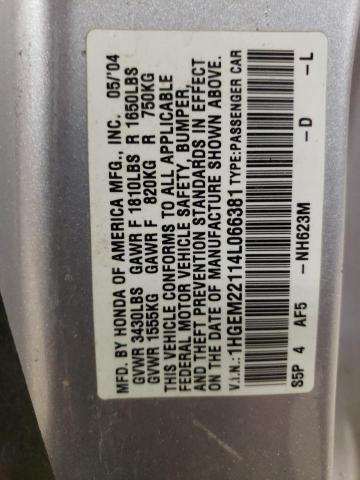 MFD. BY HONDA OF AMERICA MFG., INC. 05/'04
GVWR 3430LBS GAWR F 1810LBS R 1650LBS
GVWR 1555KG GAWR F 820KG R 750KG
THIS VEHICLE CONFORMS TO ALL APPLICABLE
FEDERAL MOTOR VEHICLE SAFETY, BUMPER,
AND THEFT PREVENTION STANDARDS IN EFFECT
ON THE DATE OF MANUFACTURE SHOWN ABOVE.
V.I.N.:1HGEM22114L066381 TYPE:PASSENGER CAR
S5P 4 AF5 -NH623M -D -L